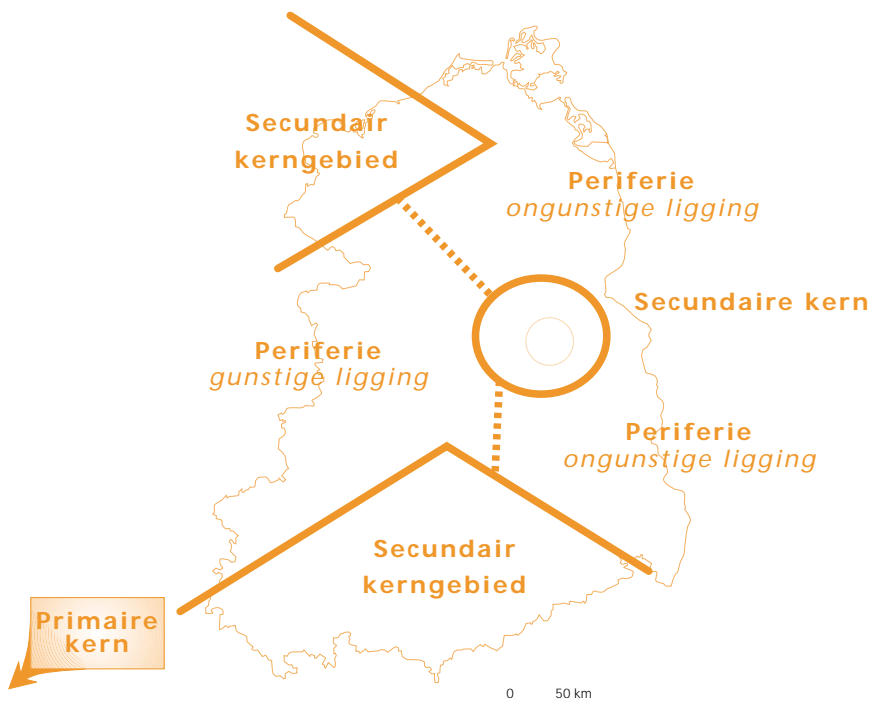 Secundair
kerngebied
Periferie
ongunstige ligging
Secundaire kern
Periferie
gunstige ligging
Periferie
ongunstige ligging
Secundair
kerngebied
Primaire
kern
0 50 km